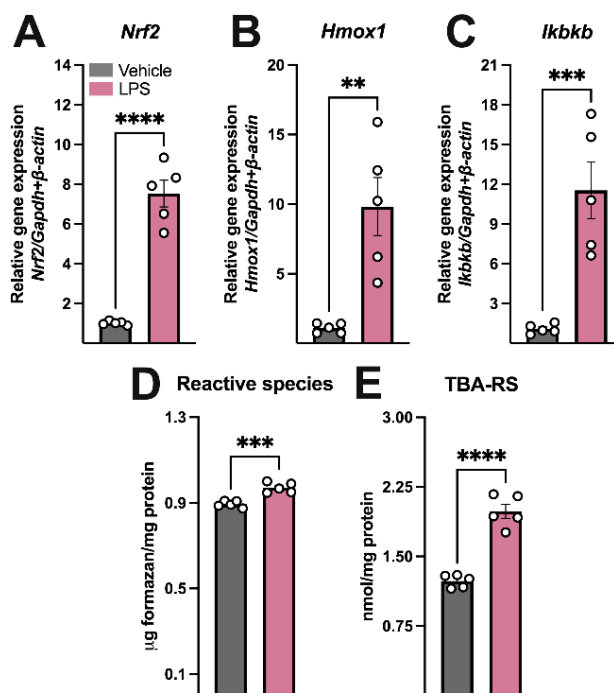 A
Nrf2
Vehicle
LPS
Relative gene expression
Nrf2/Gapdh+β-actin
14
12
10
8
6
4
2
****
B
Hmox1
Relative gene expression
Hmox1/Gapdh+β-actin
20
15
10
5
**
C
Ikbkb
Relative gene expression
Ikbkb/Gapdh+β-actin
21
18
15
12
9
6
3
***
D
Reactive species
μg formazan/mg protein
1.3
0.9
0.5
0.1
***
E
TBA-RS
nmol/mg protein
3.00
2.25
1.50
0.75
****